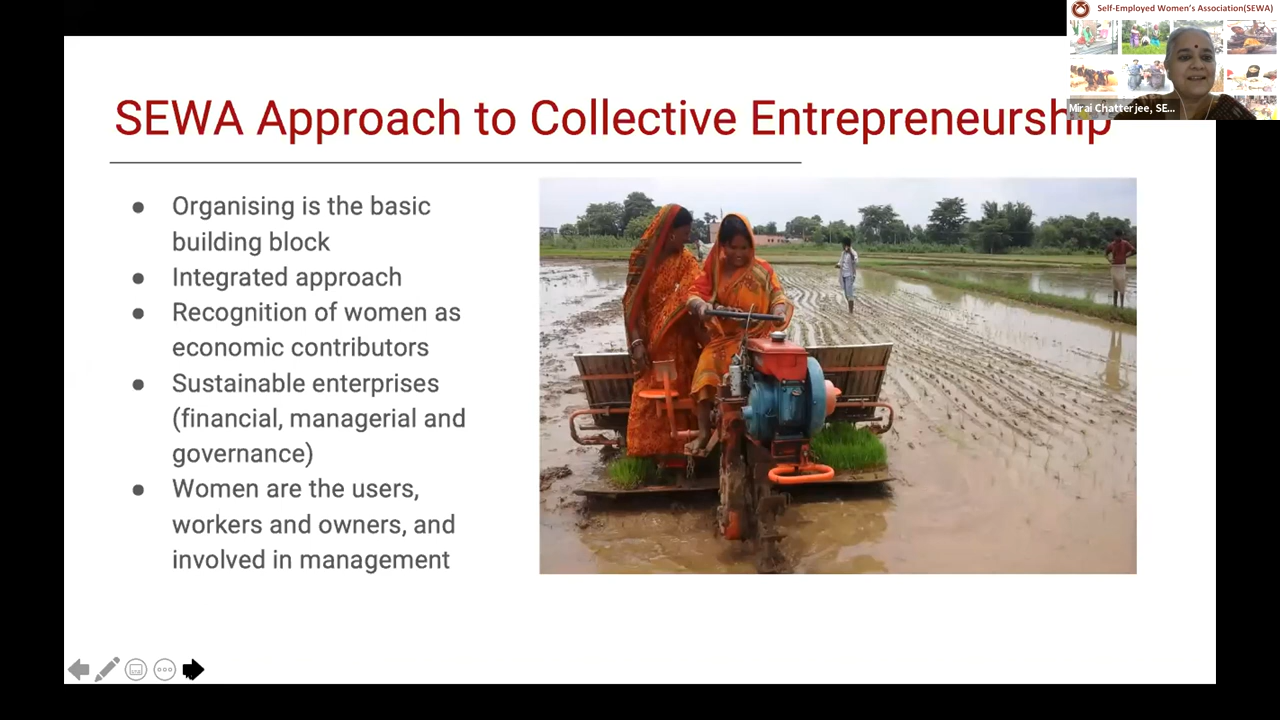 Self-Employed Women's Association(SEWA)
Mirai Chatterjee, SE...
SEWA Approach to Collective Entrepreneurship
● Organising is the basic
building block
● Integrated approach
● Recognition of women as
economic contributors
● Sustainable enterprises
(financial, managerial and
governance)
● Women are the users,
workers and owners, and
involved in management